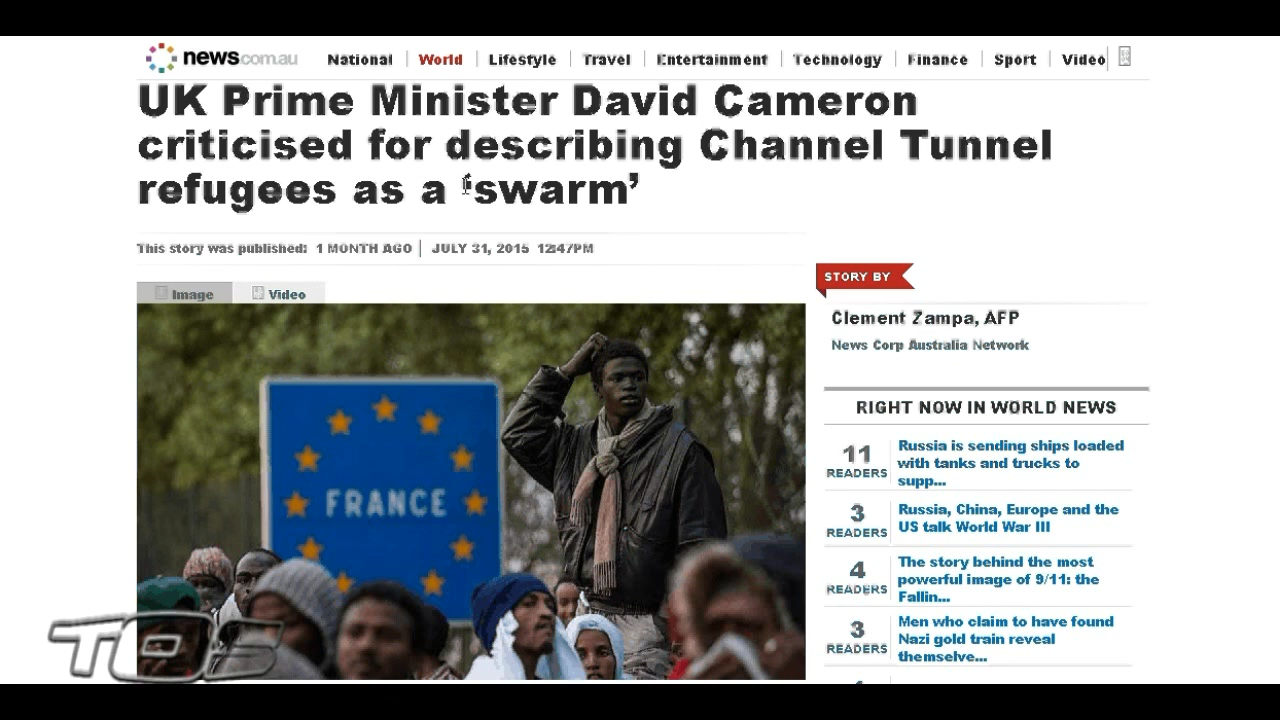 news.com.au National World Lifestyle Travel Entertainment Technology Finance Sport Video
UK Prime Minister David Cameron
criticised for describing Channel Tunnel
refugees as a ‘swarm’
This story was published: 1 MONTH AGO | JULY 31, 2015 12:47PM
Image Video
FRANCE
STORY BY
Clement Zampa, AFP
News Corp Australia Network
RIGHT NOW IN WORLD NEWS
11 READERS
Russia is sending ships loaded
with tanks and trucks to
supp...
3 READERS
Russia, China, Europe and the
US talk World War III
4 READERS
The story behind the most
powerful image of 9/11: the
Fallin...
3 READERS
Men who claim to have found
Nazi gold train reveal
themselve...